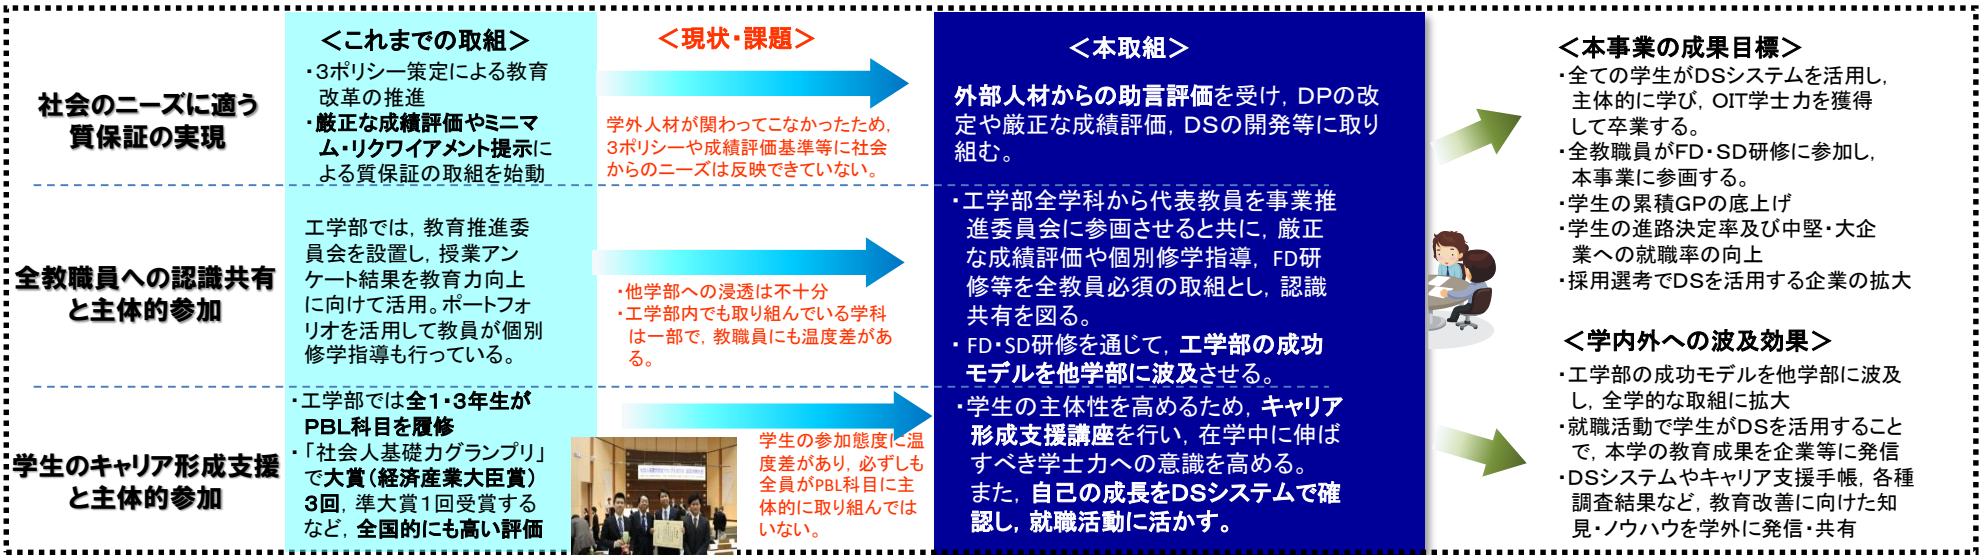 社会のニーズに適う
質保証の実現
全教職員への認識共有
と主体的参加
学生のキャリア形成支援
と主体的参加
＜これまでの取組＞
・３ポリシー策定による教育
改革の推進
・厳正な成績評価やミニマ
ム・リクワイアメント提示に
よる質保証の取組を始動
工学部では，教育推進委
員会を設置し，授業アン
ケート結果を教育力向上
に向けて活用。ポートフォ
リオを活用して教員が個別
修学指導も行っている。
・工学部では全１・３年生が
ＰＢＬ科目を履修
・「社会人基礎力グランプリ」
で大賞（経済産業大臣賞）
３回，準大賞１回受賞する
など，全国的にも高い評価
＜現状・課題＞
学外人材が関わってこなかったため，
３ポリシーや成績評価基準等に社会
からのニーズは反映できていない。
・他学部への浸透は不十分
・工学部内でも取り組んでいる学科
は一部で，教職員にも温度差があ
る。
学生の参加態度に温
度差があり，必ずしも
全員がPBL科目に主
体的に取り組んでは
いない。
＜本取組＞
外部人材からの助言評価を受け，ＤＰの改
定や厳正な成績評価，ＤＳの開発等に取り
組む。
・工学部全学科から代表教員を事業推
進委員会に参画させると共に，厳正
な成績評価や個別修学指導，FD研
修等を全教員必須の取組とし，認識
共有を図る。
・FD・SD研修を通じて，工学部の成功
モデルを他学部に波及させる。
・学生の主体性を高めるため，キャリア
形成支援講座を行い，在学中に伸ば
すべき学士力への意識を高める。
また，自己の成長をＤＳシステムで確
認し，就職活動に活かす。
＜本事業の成果目標＞
・全ての学生がＤＳシステムを活用し，
主体的に学び，ＯＩＴ学士力を獲得
して卒業する。
・全教職員がＦＤ・ＳＤ研修に参加し，
本事業に参画する。
・学生の累積ＧＰの底上げ
・学生の進路決定率及び中堅・大企
業への就職率の向上
・採用選考でＤＳを活用する企業の拡大
＜学内外への波及効果＞
・工学部の成功モデルを他学部に波及
し，全学的な取組に拡大
・就職活動で学生がＤＳを活用すること
で，本学の教育成果を企業等に発信
・ＤＳシステムやキャリア支援手帳，各種
調査結果など，教育改善に向けた知
見・ノウハウを学外に発信・共有